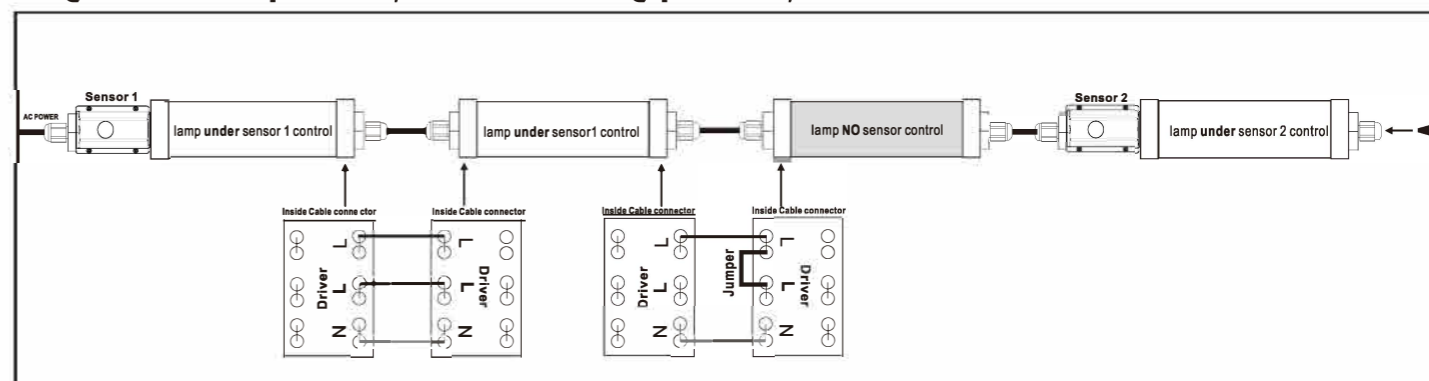 Sensor 1
Sensor 2
AC POWER
lamp under sensor 1 control
lamp under sensor1 control
lamp NO sensor control
lamp under sensor 2 control
Inside Cable conne ctor
Inside Cable connector
Inside Cable connector
Inside Cable connector
L
L
Driver
N
L
L
Driver
N
L
L
Driver
N
Jumper
L
L
Driver
N